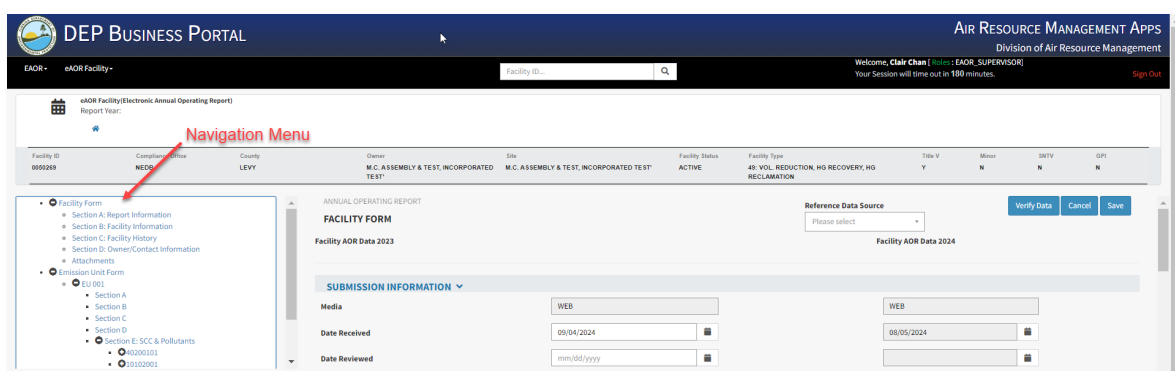 DEP Business Portal
Air Resource Management Apps
Division of Air Resource Management
EAOR
eAOR Facility
Facility ID...
Welcome, Clair Chan [ Roles : EAOR_SUPERVISOR]
Your Session will time out in 180 minutes.
Sign Out
eAOR Facility(Electronic Annual Operating Report)
Report Year:
Navigation Menu
Facility ID Compliance Office County Owner Site Facility Status Facility Type Title V Minor SNTV GPI
0050269 NEDB LEVY M.C. ASSEMBLY & TEST, INCORPORATED M.C. ASSEMBLY & TEST, INCORPORATED TEST' ACTIVE 49: VOL. REDUCTION, HG RECOVERY, HG Y N N N
TEST' RECLAMATION
Facility Form
Section A: Report Information
Section B: Facility Information
Section C: Facility History
Section D: Owner/Contact Information
Attachments
Emission Unit Form
EU 001
Section A
Section B
Section C
Section D
Section E: SCC & Pollutants
40200101
10102001
ANNUAL OPERATING REPORT
FACILITY FORM
Reference Data Source
Please select
Verify Data Cancel Save
Facility AOR Data 2023 Facility AOR Data 2024
SUBMISSION INFORMATION
Media WEB WEB
Date Received 09/04/2024 08/05/2024
Date Reviewed mm/dd/yyyy